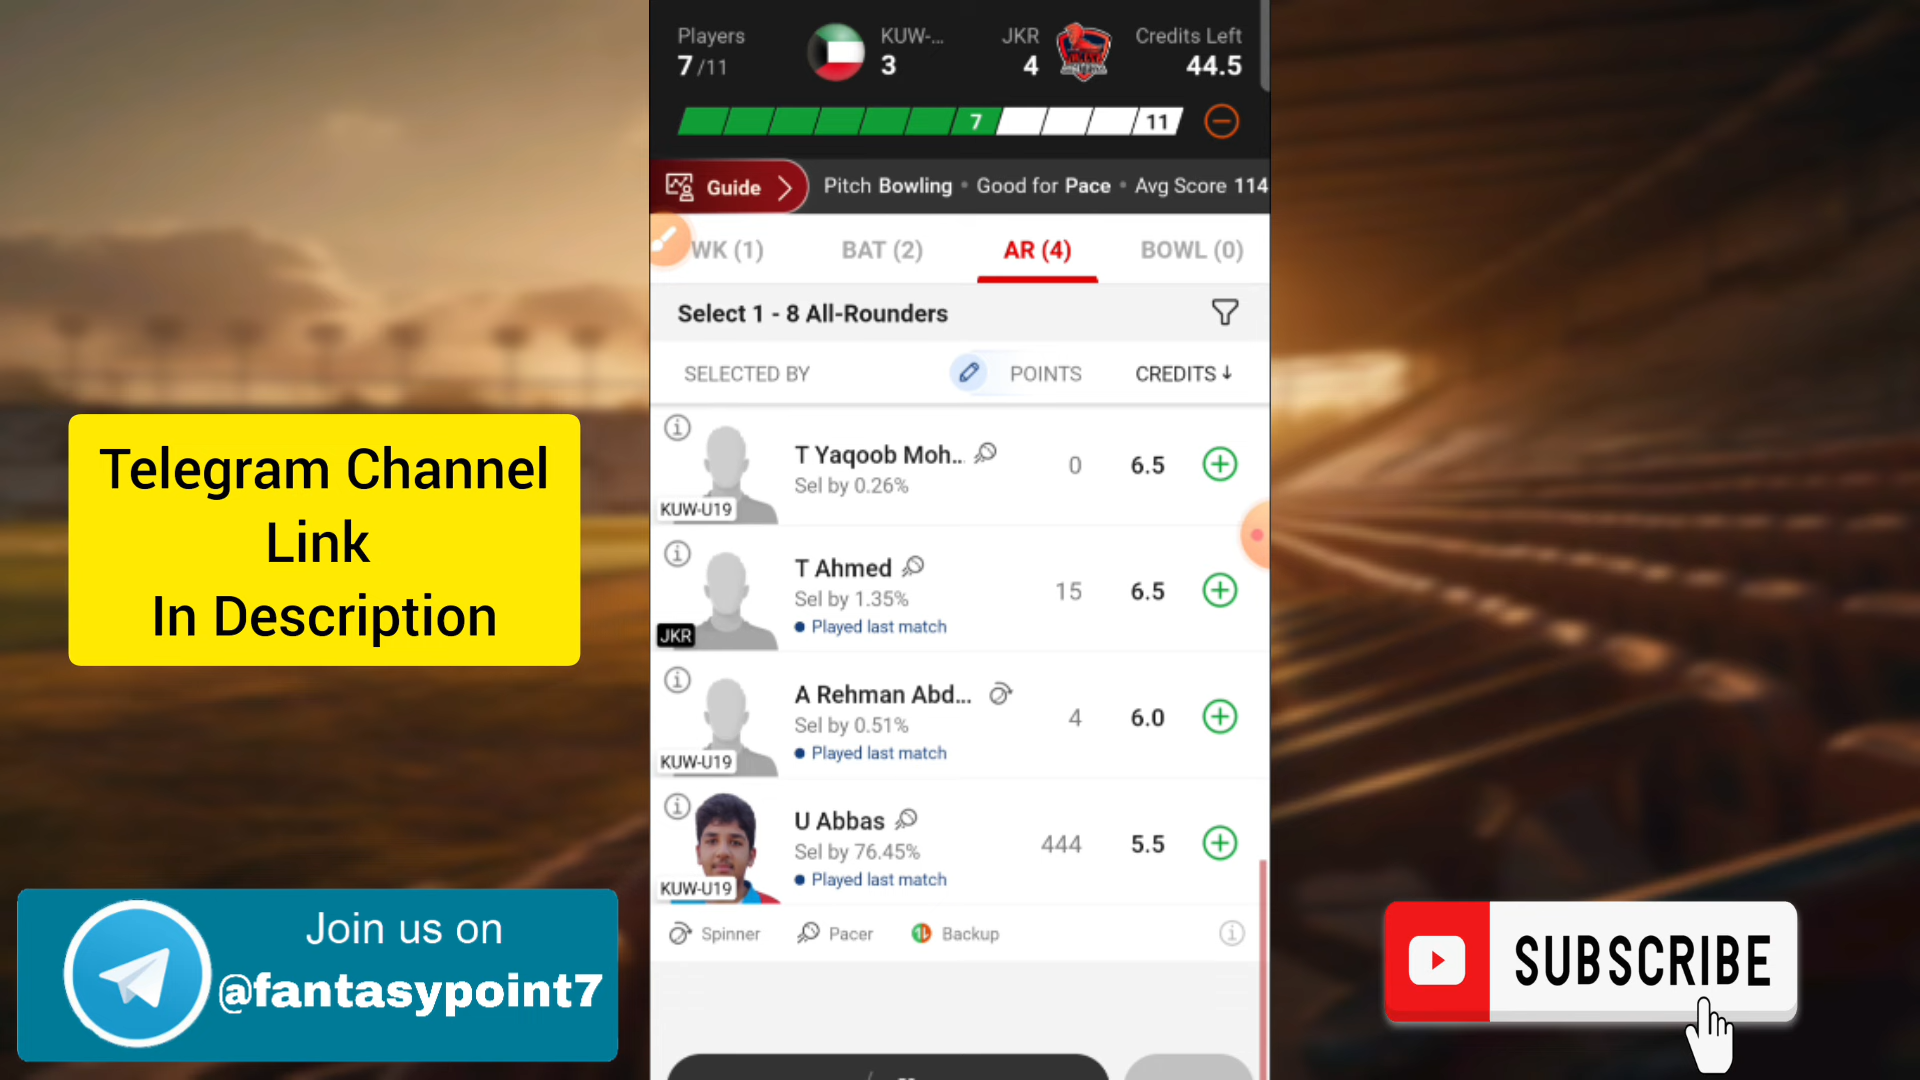 Players
7 /11
KUW-...
3
JKR
4
Credits Left
44.5
7
11
Guide
Pitch Bowling • Good for Pace • Avg Score 114
WK (1)
BAT (2)
AR (4)
BOWL (0)
Select 1 - 8 All-Rounders
SELECTED BY
POINTS
CREDITS↓
T Yaqoob Moh..
Sel by 0.26%
KUW-U19
0
6.5
T Ahmed
Sel by 1.35%
Played last match
JKR
15
6.5
A Rehman Abd...
Sel by 0.51%
Played last match
KUW-U19
4
6.0
U Abbas
Sel by 76.45%
Played last match
KUW-U19
444
5.5
Spinner
Pacer
Backup
Telegram Channel
Link
In Description
Join us on
@fantasypoint7
SUBSCRIBE